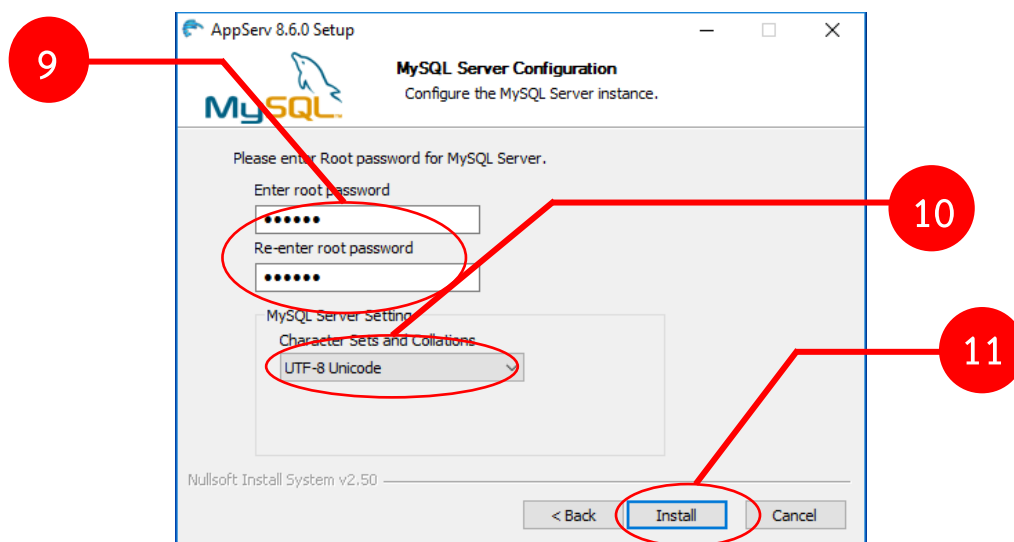 AppServ 8.6.0 Setup
9
MySQL Server Configuration
Configure the MySQL Server instance.
MySQL
Please enter Root password for MySQL Server.
Enter root password
••••••
10
Re-enter root password
••••••
MySQL Server Setting
Character Sets and Collations
11
UTF-8 Unicode
Nullsoft Install System v2.50
< Back Install Cancel